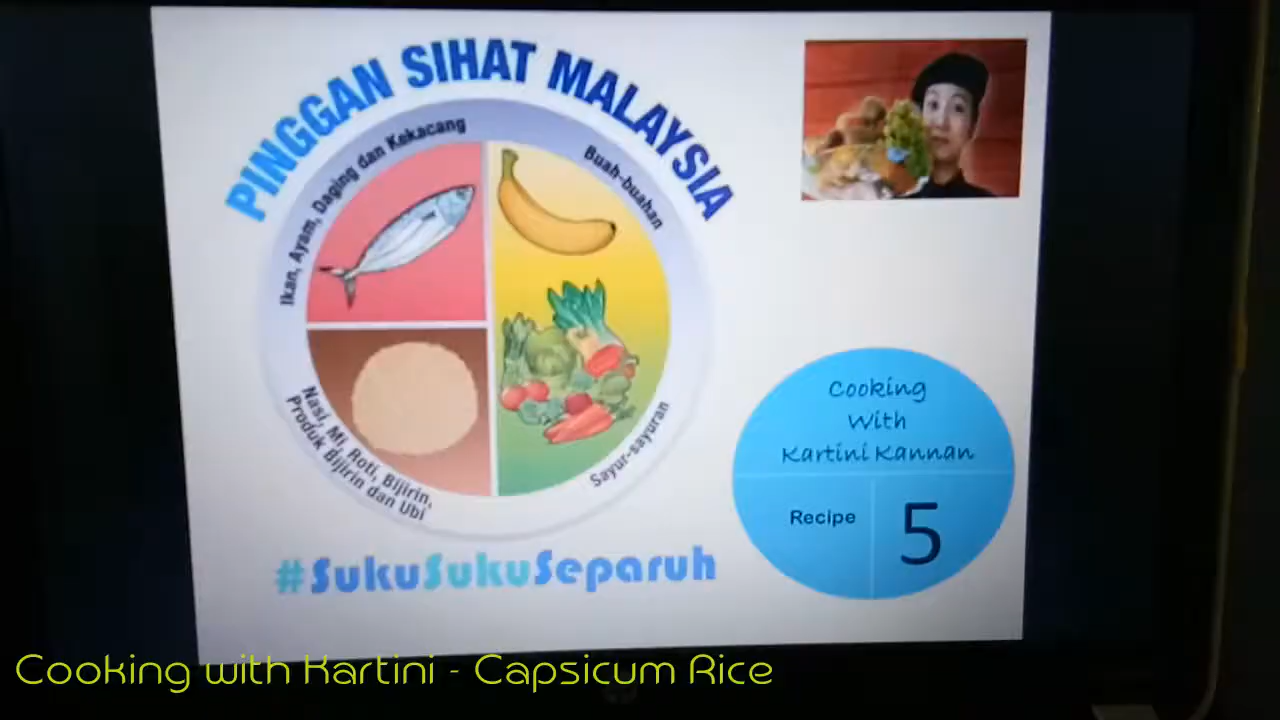 PINGGAN SIHAT MALAYSIA
Ikan, Ayam, Daging dan Kekacang
Buah-buahan
Nasi, Mi, Roti, Bijirin,
Produk Bijirin dan Ubi
Sayur-sayuran
#SukuSukuSeparuh
Cooking
With
Kartini Kannan
Recipe
5
Cooking with Kartini - Capsicum Rice